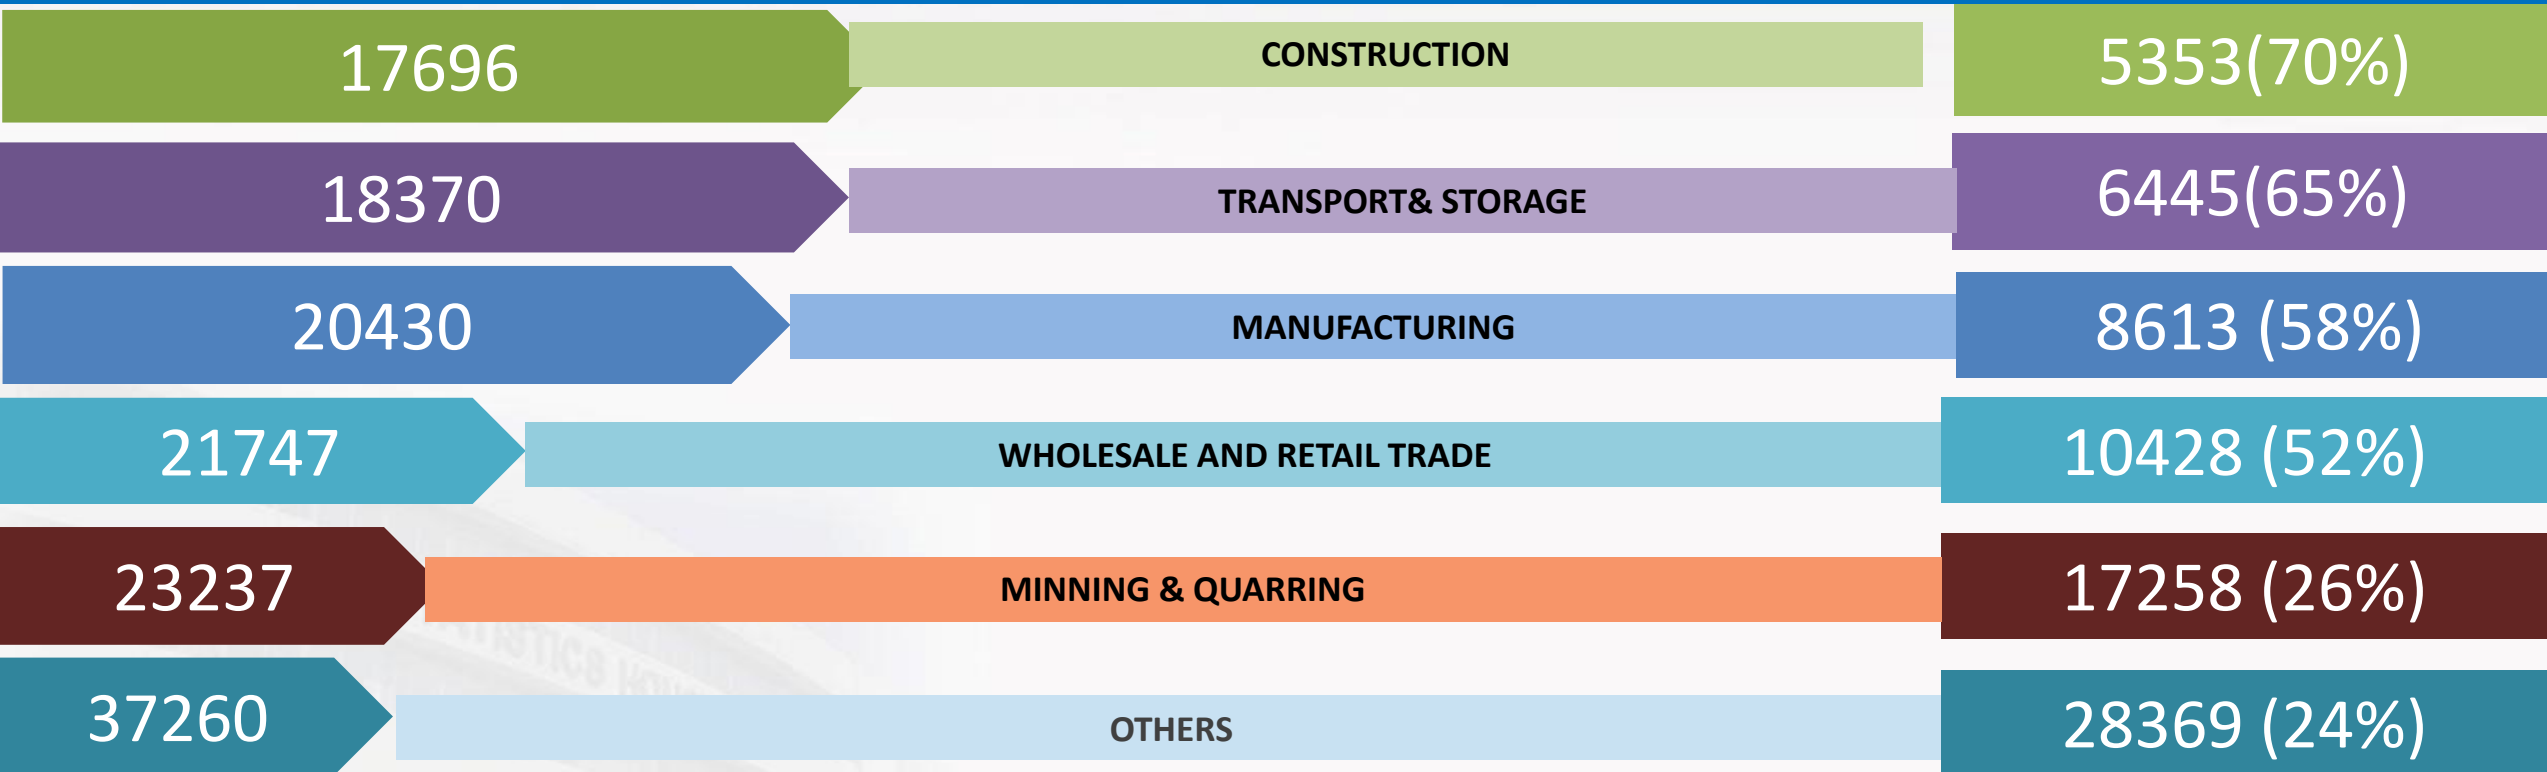 17696 CONSTRUCTION 5353(70%)
18370 TRANSPORT& STORAGE 6445(65%)
20430 MANUFACTURING 8613 (58%)
21747 WHOLESALE AND RETAIL TRADE 10428 (52%)
23237 MINNING & QUARRING 17258 (26%)
37260 OTHERS 28369 (24%)